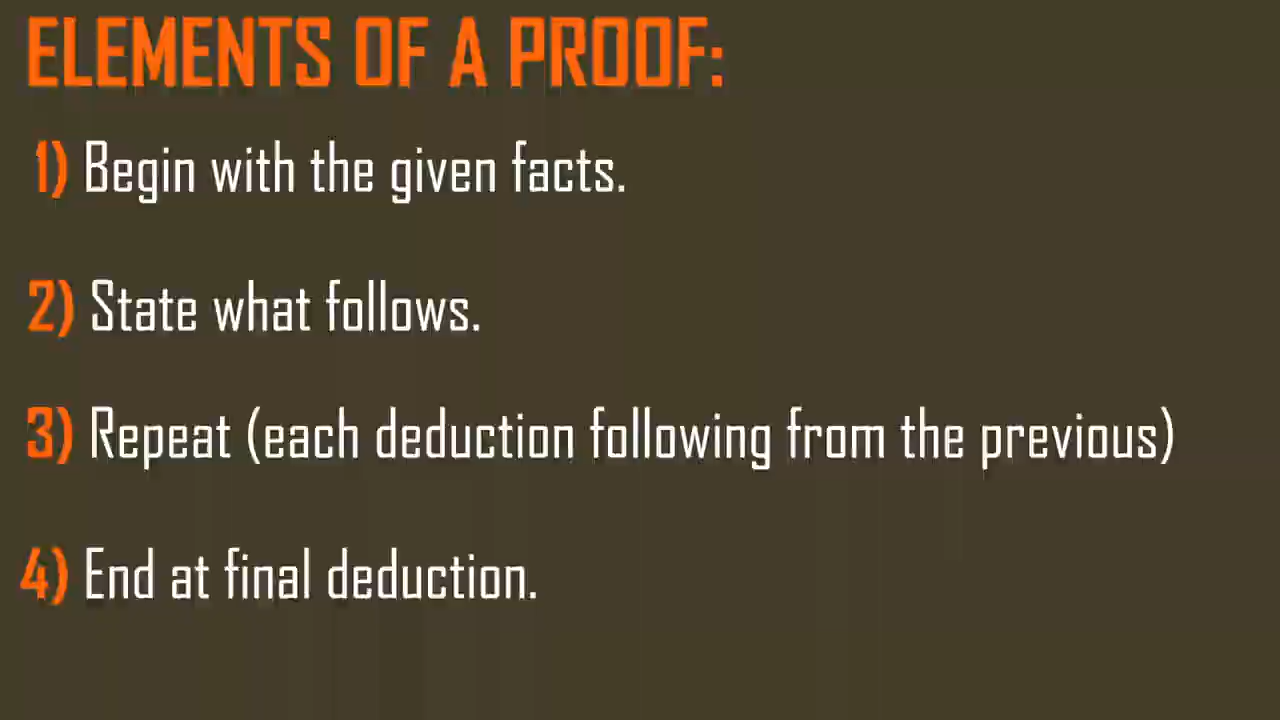 ELEMENTS OF A PROOF:
1) Begin with the given facts.
2) State what follows.
3) Repeat (each deduction following from the previous)
4) End at final deduction.